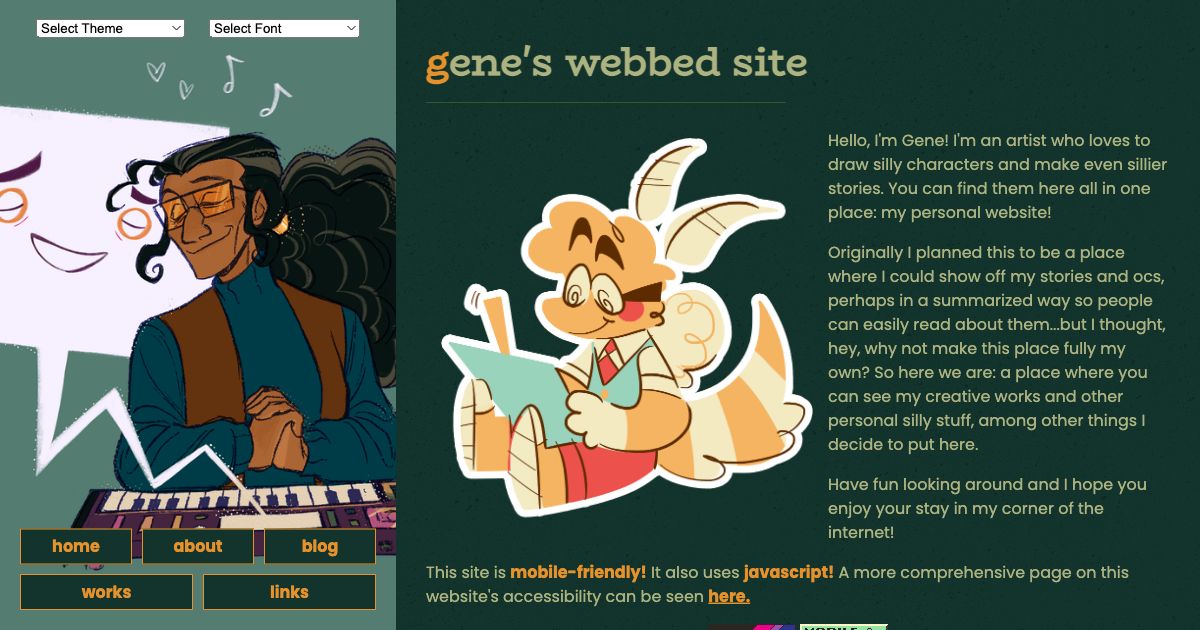 Select Theme
Select Font
gene's webbed site
Hello, I'm Gene! I'm an artist who loves to
draw silly characters and make even sillier
stories. You can find them here all in one
place: my personal website!
Originally I planned this to be a place
where I could show off my stories and ocs,
perhaps in a summarized way so people
can easily read about them...but I thought,
hey, why not make this place fully my
own? So here we are: a place where you
can see my creative works and other
personal silly stuff, among other things I
decide to put here.
Have fun looking around and I hope you
enjoy your stay in my corner of the
internet!
This site is mobile-friendly! It also uses javascript! A more comprehensive page on this
website's accessibility can be seen here.
home
about
blog
works
links